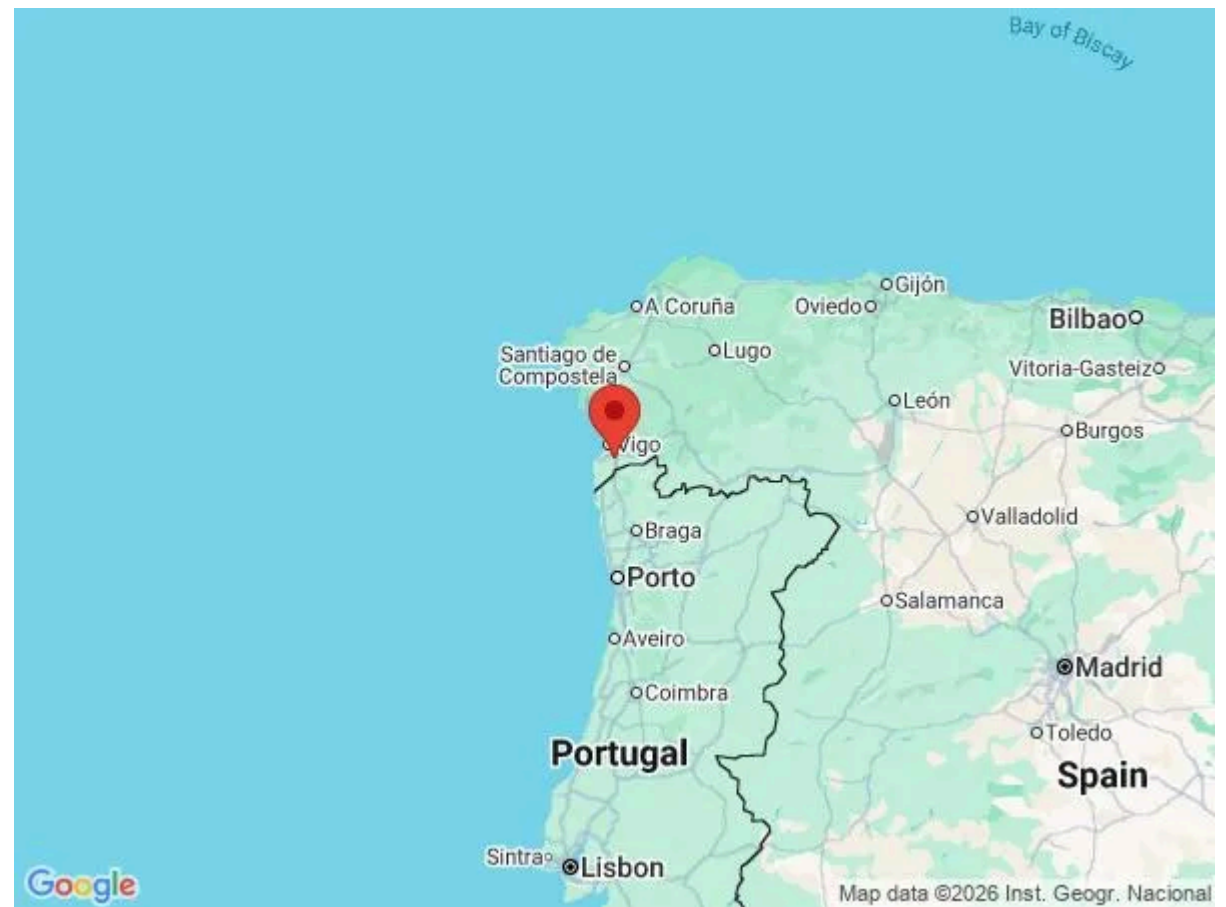 Bay of Biscay
Gijón
A Coruña
Oviedo
Bilbao
Lugo
Santiago de
Compostela
Vitoria-Gasteiz
León
Burgos
Vigo
Valladolid
Braga
Porto
Salamanca
Aveiro
Madrid
Coimbra
Toledo
Portugal
Spain
Sintra
Lisbon
Google
Map data ©2026 Inst. Geogr. Nacional